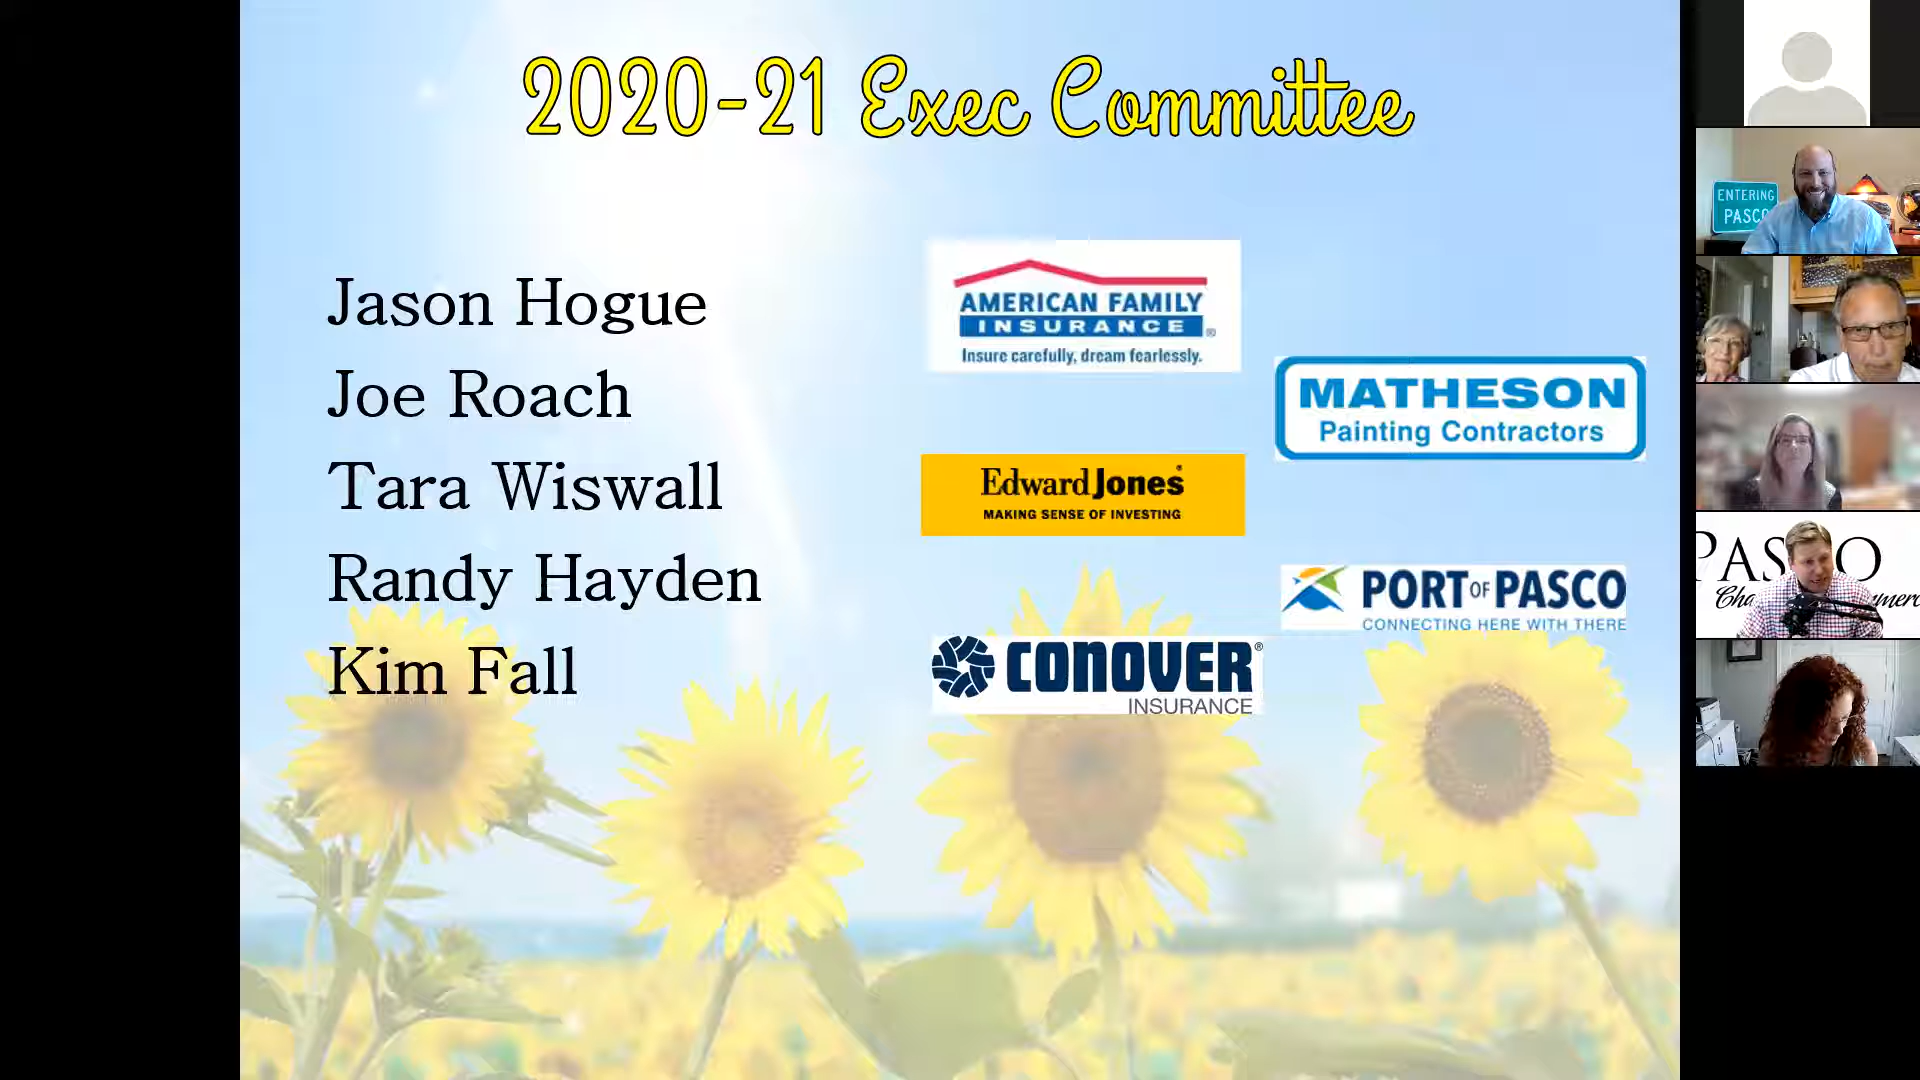 2020-21 Exec Committee
Jason Hogue
Joe Roach
Tara Wiswall
Randy Hayden
Kim Fall
AMERICAN FAMILY
INSURANCE ®
Insure carefully, dream fearlessly.
MATHESON
Painting Contractors
Edward Jones®
MAKING SENSE OF INVESTING
PORT OF PASCO
CONNECTING HERE WITH THERE
CONOVER®
INSURANCE
ENTERING
PASCO